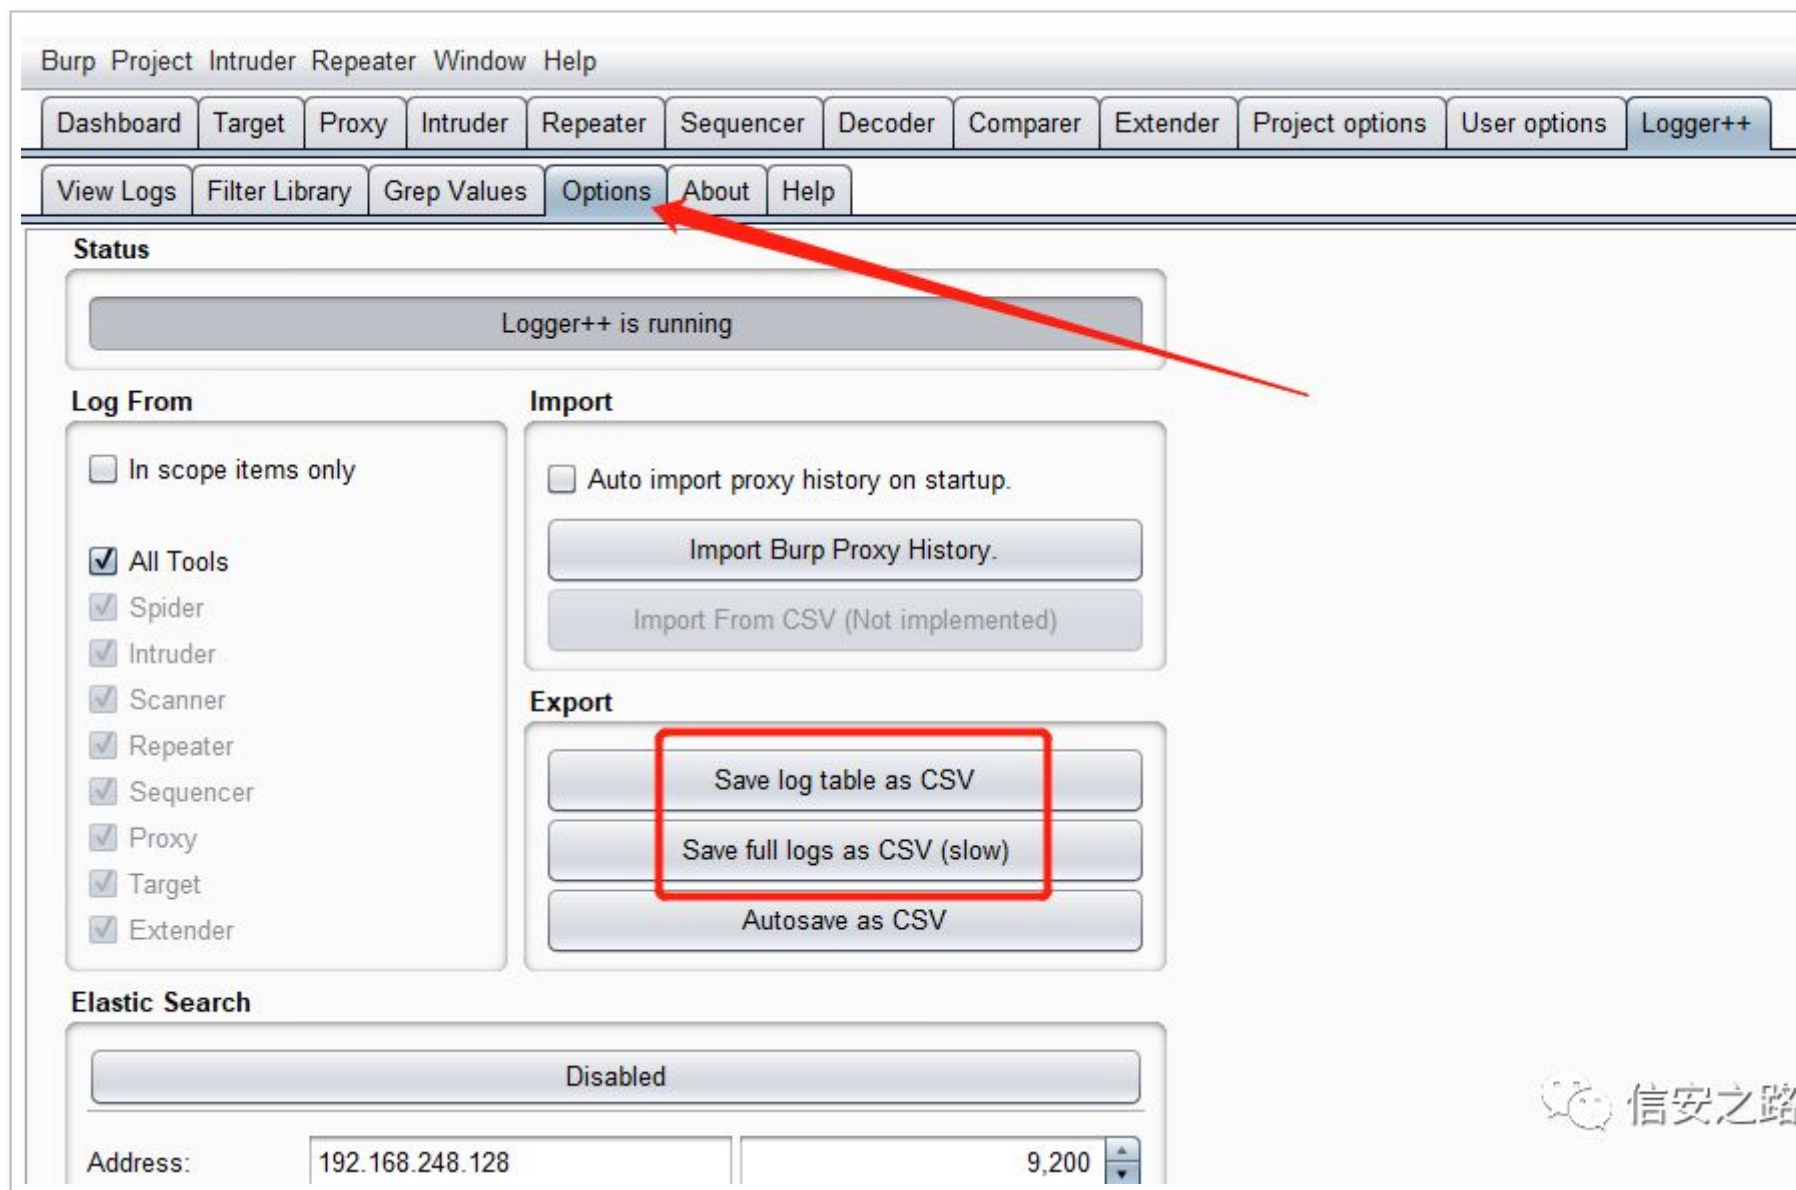 Burp Project Intruder Repeater Window Help
Dashboard Target Proxy Intruder Repeater Sequencer Decoder Comparer Extender Project options User options Logger++
View Logs Filter Library Grep Values Options About Help
Status
Logger++ is running
Log From
In scope items only
All Tools
Spider
Intruder
Scanner
Repeater
Sequencer
Proxy
Target
Extender
Import
Auto import proxy history on startup.
Import Burp Proxy History.
Import From CSV (Not implemented)
Export
Save log table as CSV
Save full logs as CSV (slow)
Autosave as CSV
Elastic Search
Disabled
Address: 192.168.248.128 9,200
信安之路